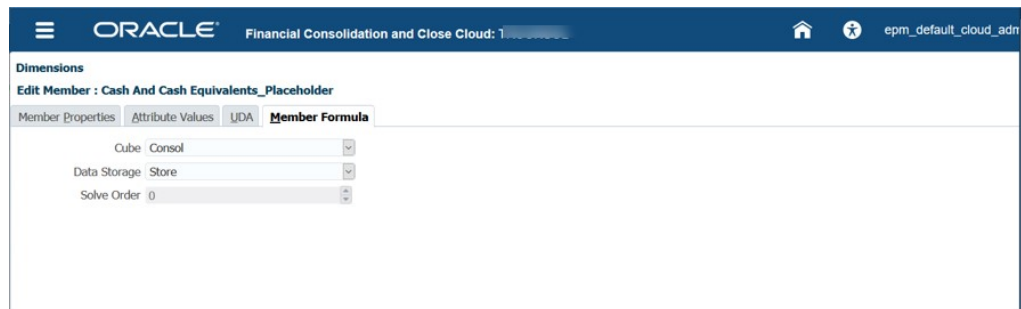 ORACLE® Financial Consolidation and Close Cloud: epm_default_cloud_adm
Dimensions
Edit Member : Cash And Cash Equivalents_Placeholder
Member Properties Attribute Values UDA Member Formula
Cube Consol
Data Storage Store
Solve Order 0